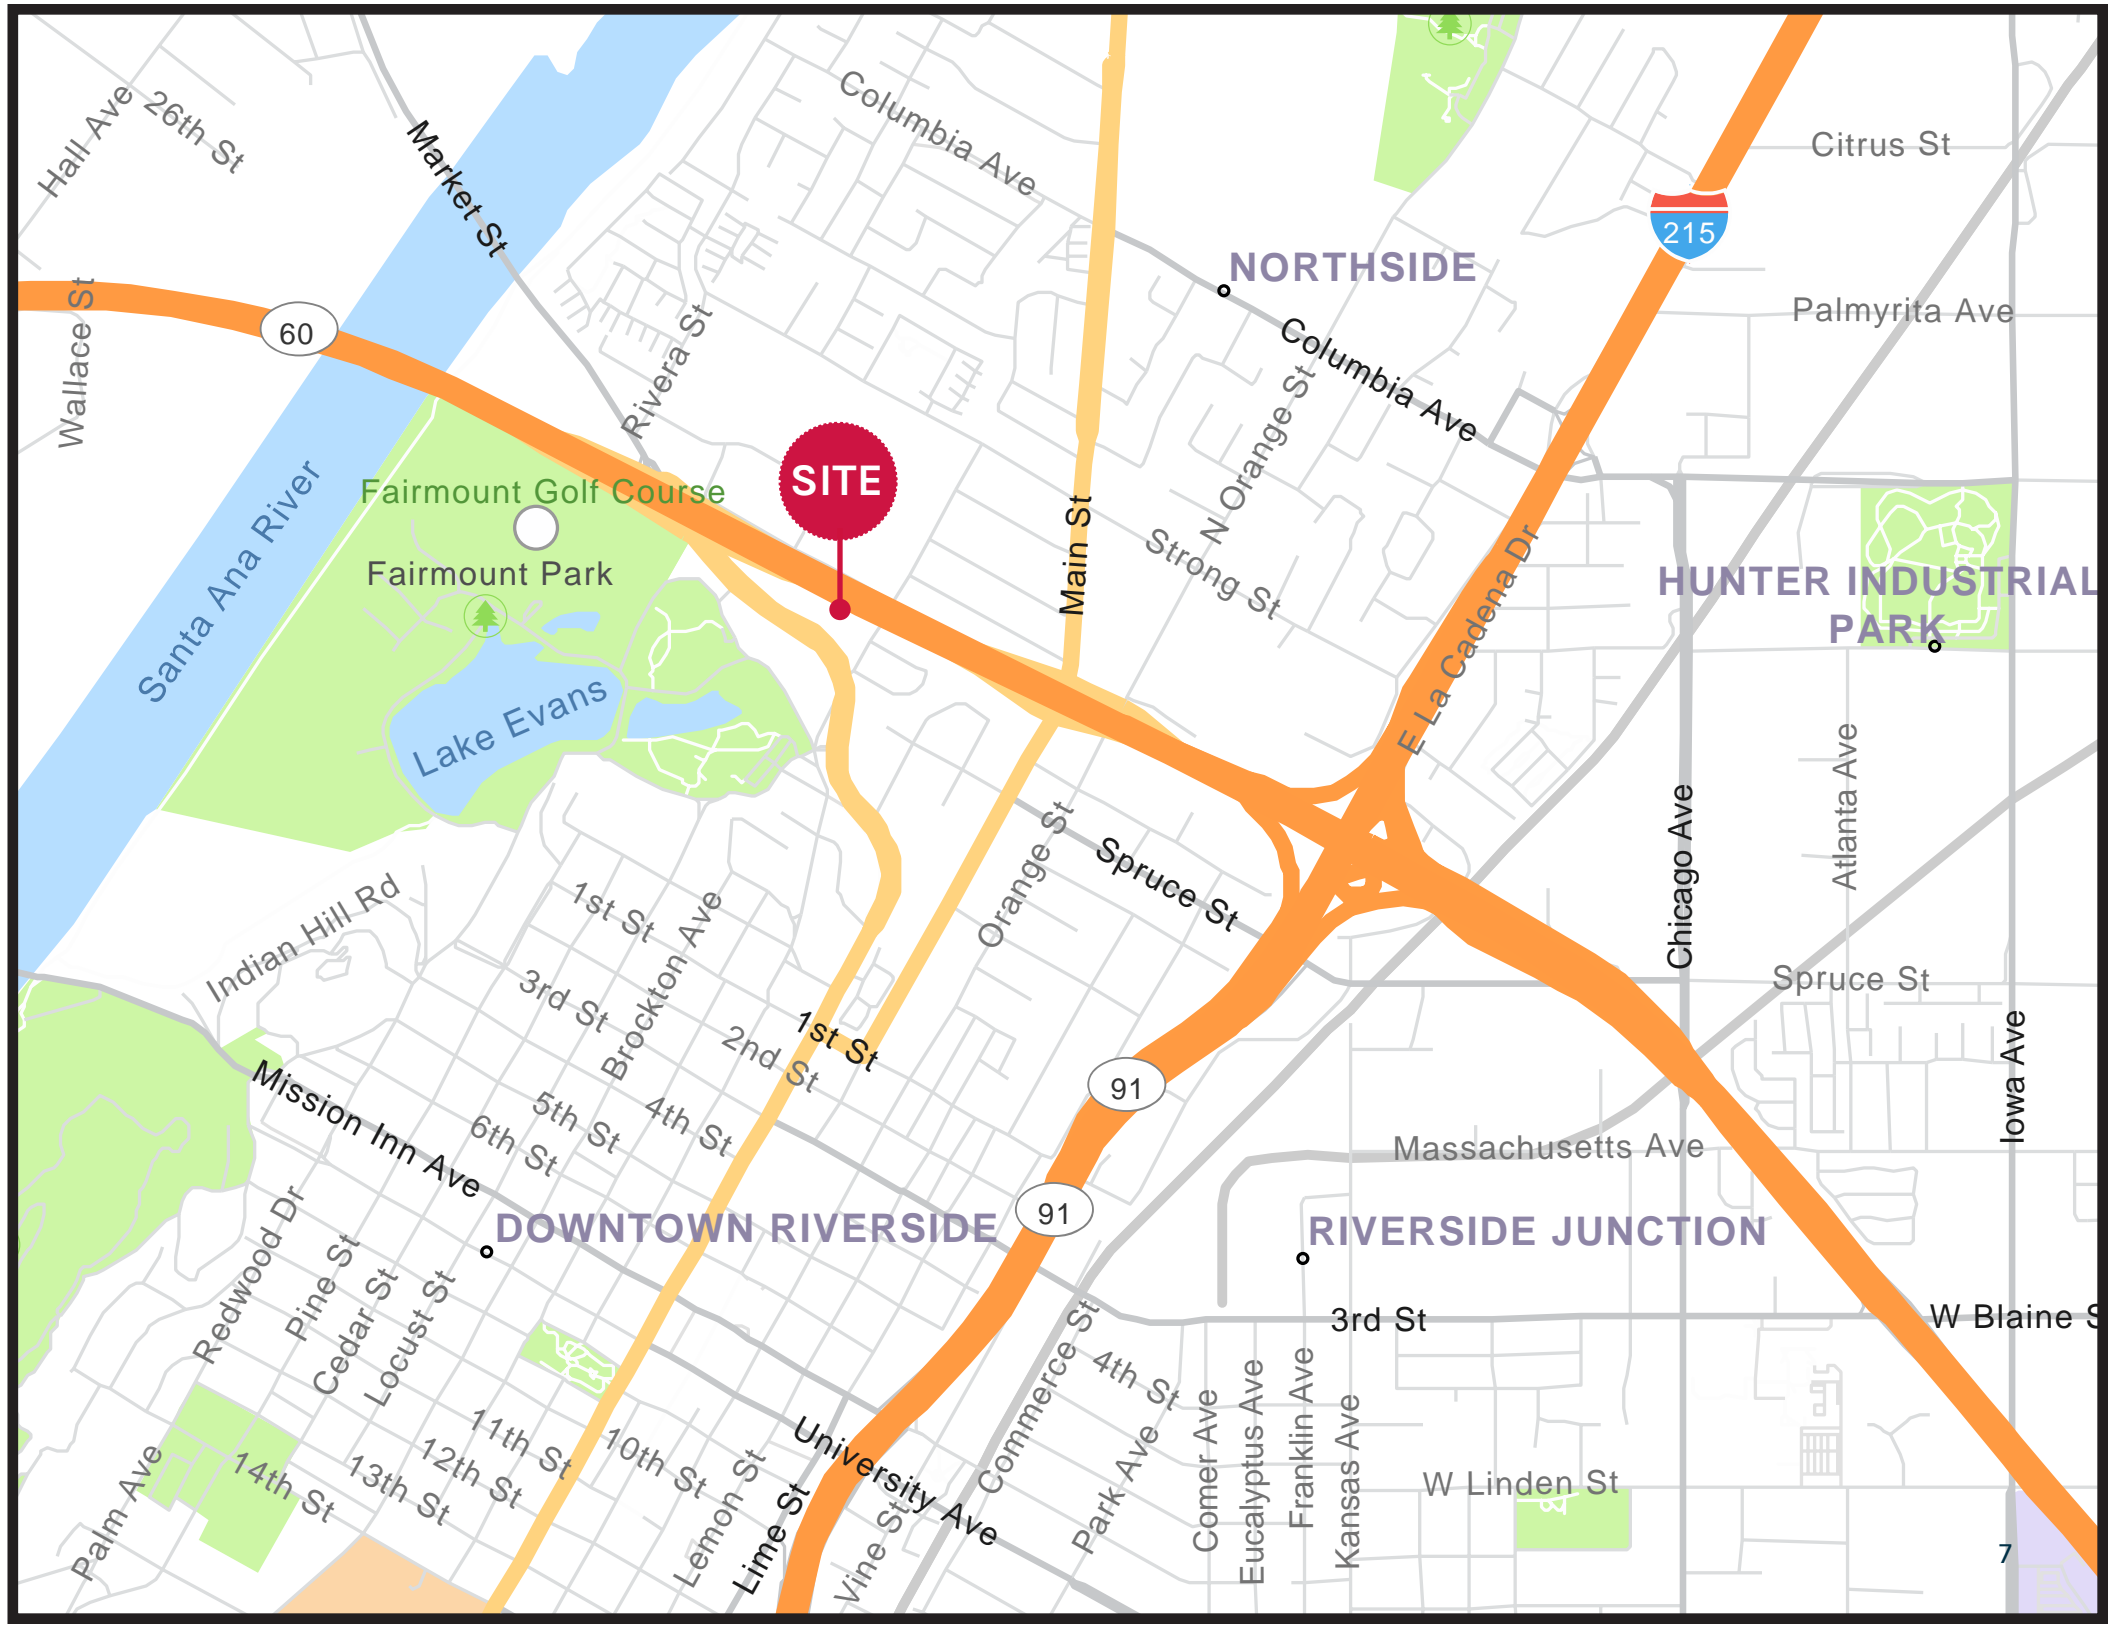 Hall Ave
26th St
Market St
Columbia Ave
Citrus St
215
NORTHSIDE
Palmyrita Ave
Wallace St
60
Rivera St
Columbia Ave
N Orange St
SITE
Fairmount Golf Course
Fairmount Park
Santa Ana River
Main St
Strong St
E La Cadena Dr
HUNTER INDUSTRIAL
PARK
Lake Evans
Atlanta Ave
Chicago Ave
Orange St
Spruce St
Indian Hill Rd
1st St
Brockton Ave
3rd St
2nd St
1st St
Spruce St
Iowa Ave
Mission Inn Ave
5th St
4th St
6th St
91
Massachusetts Ave
91
DOWNTOWN RIVERSIDE
RIVERSIDE JUNCTION
Redwood Dr
Pine St
Cedar St
Locust St
3rd St
W Blaine S
Commerce St
4th St
Comer Ave
Eucalyptus Ave
Franklin Ave
Kansas Ave
11th St
10th St
12th St
13th St
14th St
Palm Ave
University Ave
Lemon St
Lime St
Vine St
Park Ave
W Linden St
7